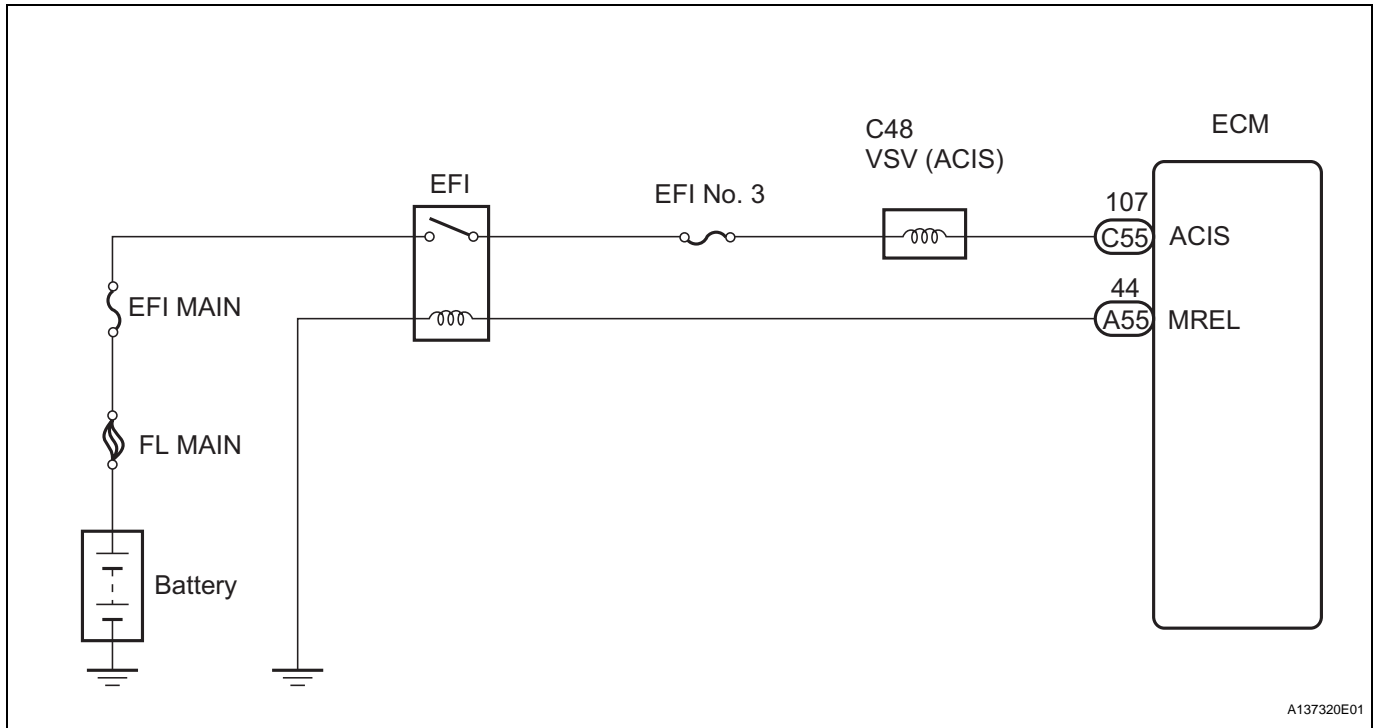 C48
VSV (ACIS)
ECM
EFI
EFI No. 3
107
C55
ACIS
EFI MAIN
44
A55
MREL
FL MAIN
Battery
A137320E01